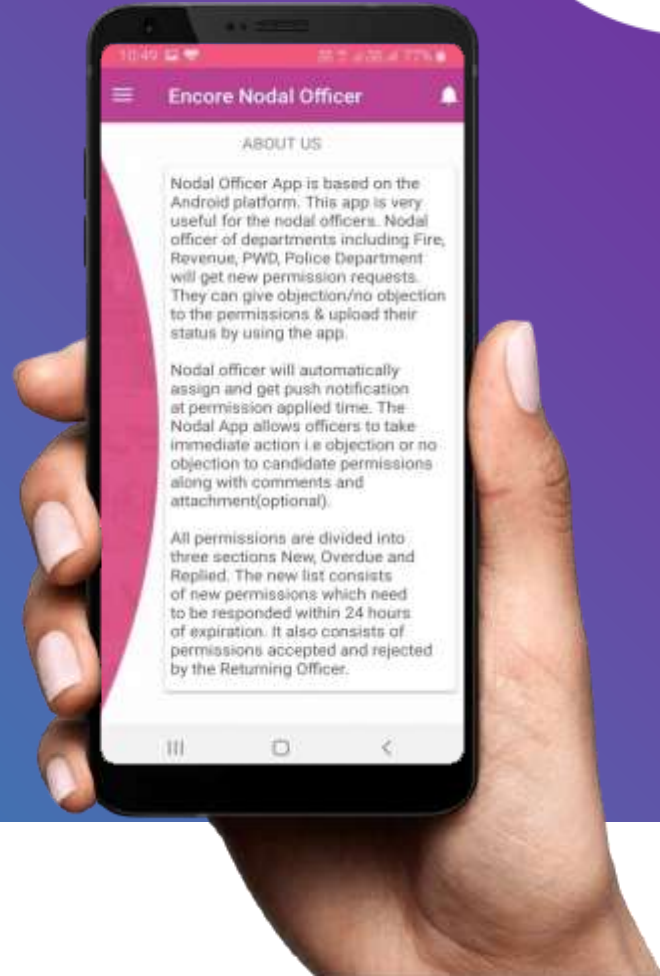 10:49 77%
Encore Nodal Officer
ABOUT US
Nodal Officer App is based on the
Android platform. This app is very
useful for the nodal officers. Nodal
officer of departments including Fire,
Revenue, PWD, Police Department
will get new permission requests.
They can give objection/no objection
to the permissions & upload their
status by using the app.
Nodal officer will automatically
assign and get push notification
at permission applied time. The
Nodal App allows officers to take
immediate action i.e objection or no
objection to candidate permissions
along with comments and
attachment(optional).
All permissions are divided into
three sections New, Overdue and
Replied. The new list consists
of new permissions which need
to be responded within 24 hours
of expiration. It also consists of
permissions accepted and rejected
by the Returning Officer.